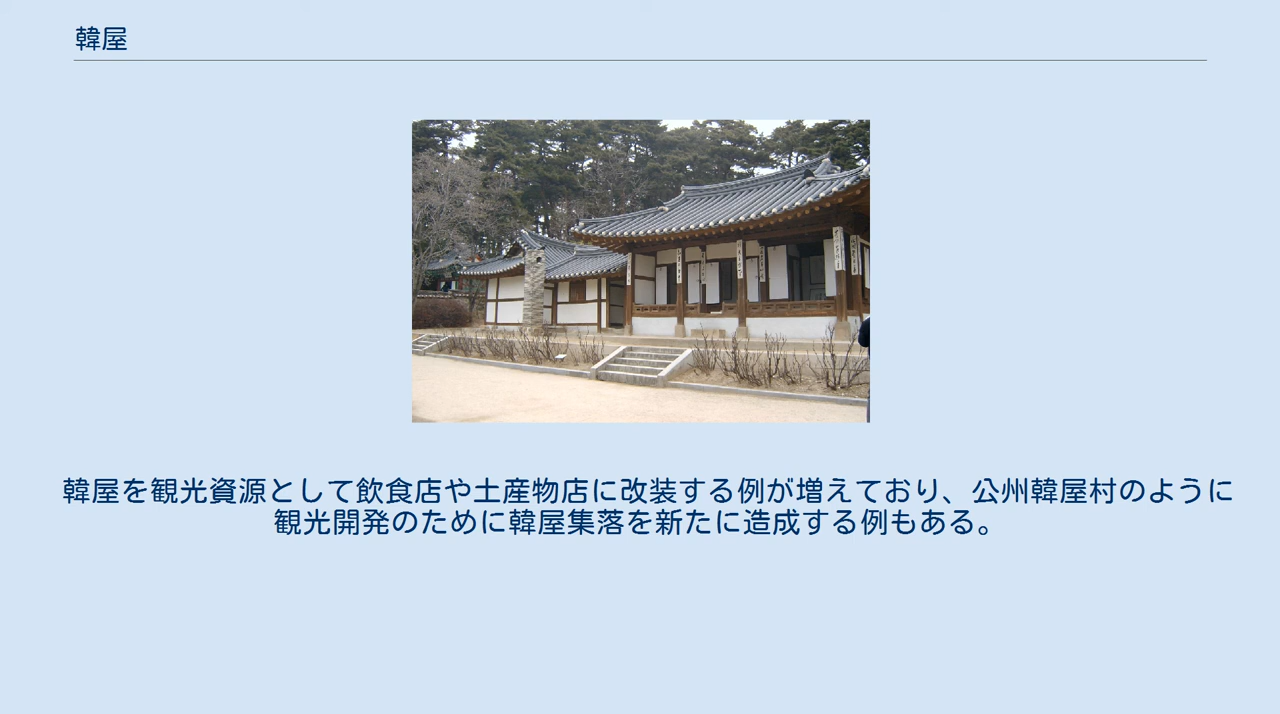 韓屋
韓屋を観光資源として飲食店や土産物店に改装する例が増えており、公州韓屋村のように
観光開発のために韓屋集落を新たに造成する例もある。